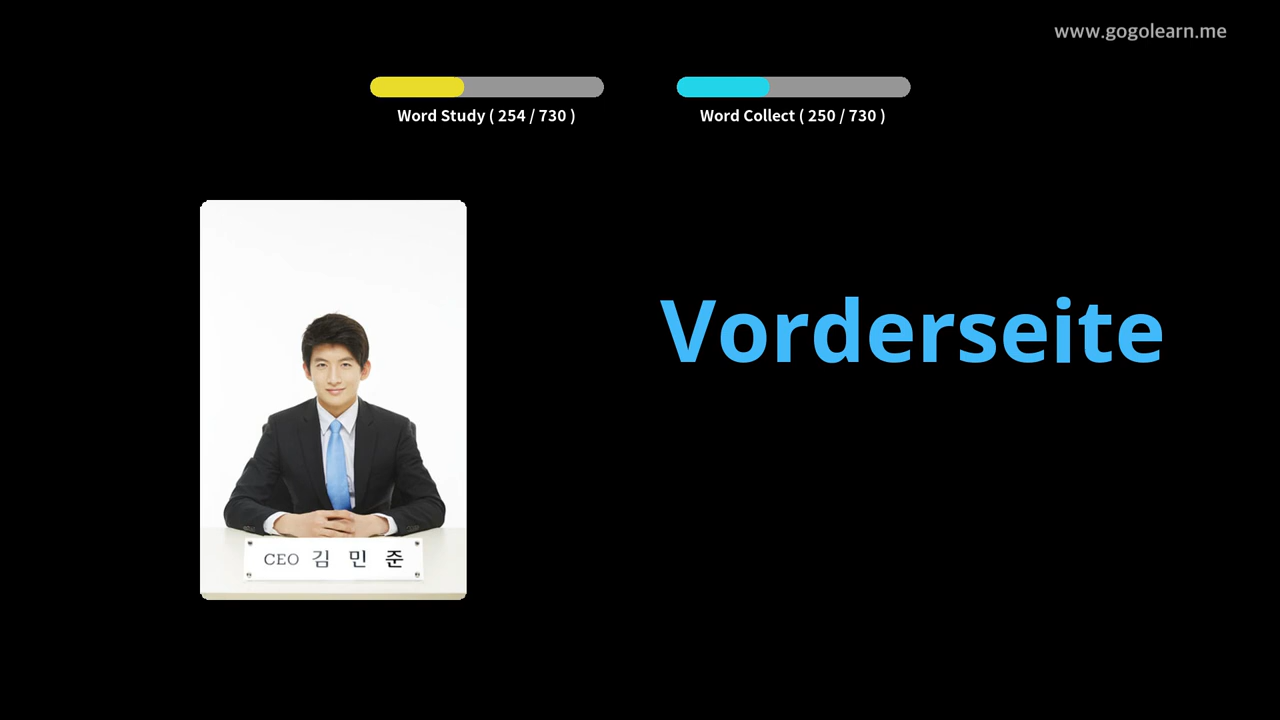 www.gogolearn.me
Word Study ( 254 / 730 )
Word Collect ( 250 / 730 )
Vorderseite
CEO 김 민 준